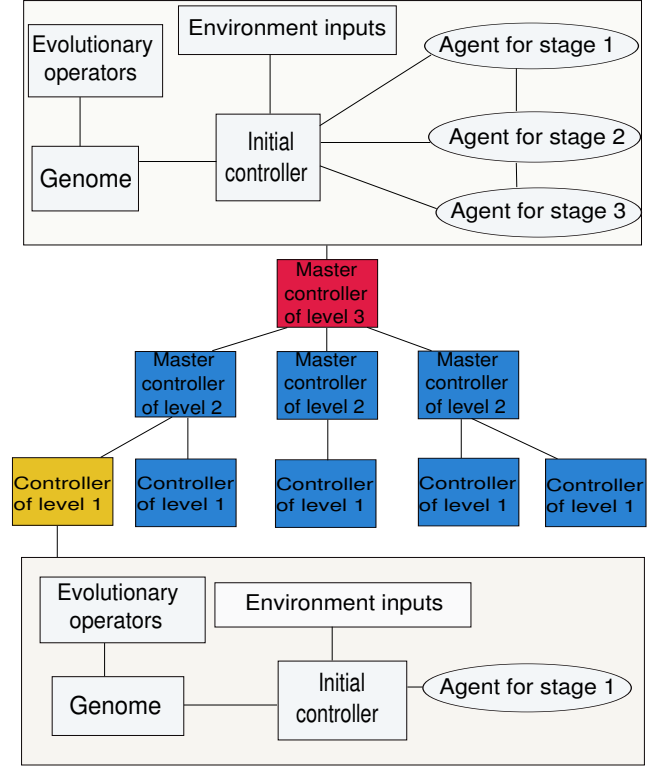 Environment inputs
Evolutionary
operators
Agent for stage 1
Initial
controller
Agent for stage 2
Genome
Agent for stage 3
Master
controller
of level 3
Master
controller
of level 2
Master
controller
of level 2
Master
controller
of level 2
Controller
of level 1
Controller
of level 1
Controller
of level 1
Controller
of level 1
Controller
of level 1
Evolutionary
operators
Environment inputs
Initial
controller
Agent for stage 1
Genome